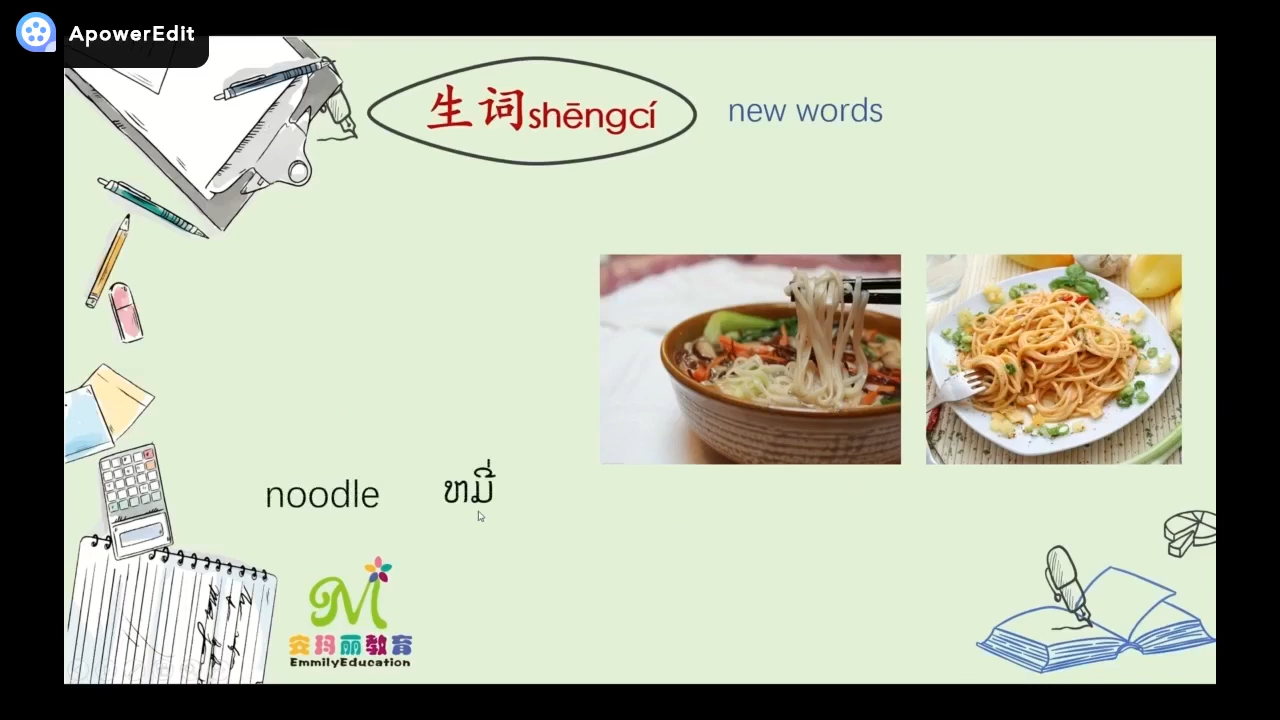 ApowerEdit
生词shēngcí
new words
noodle
ຫມີ່
安玛丽教育
EmmilyEducation